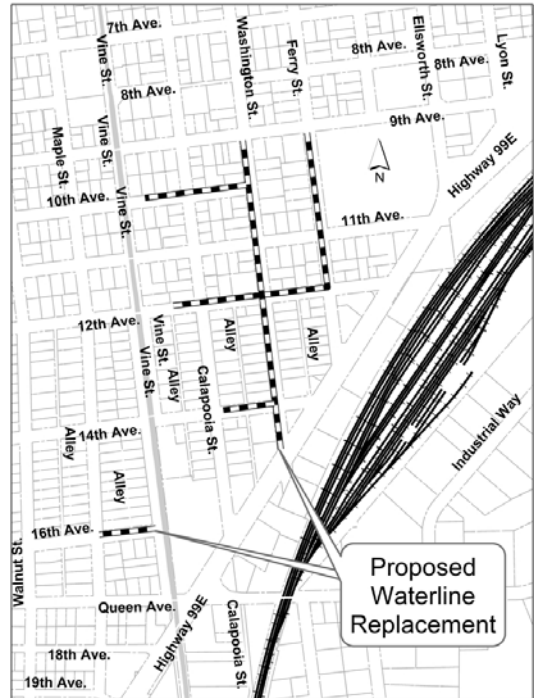 7th Ave.
Vine St.
Washington St.
Ferry St.
8th Ave.
Ellsworth St.
8th Ave.
Lyon St.
8th Ave.
9th Ave.
Maple St.
Vine St.
N
Highway 99E
10th Ave.
Vine St.
11th Ave.
12th Ave.
Vine St.
Vine St.
Alley
Calapooia St.
Alley
Alley
14th Ave.
Alley
Alley
Industrial Way
16th Ave.
Walnut St.
Proposed
Waterline
Replacement
Queen Ave.
Highway 99E
Calapooia St.
18th Ave.
19th Ave.